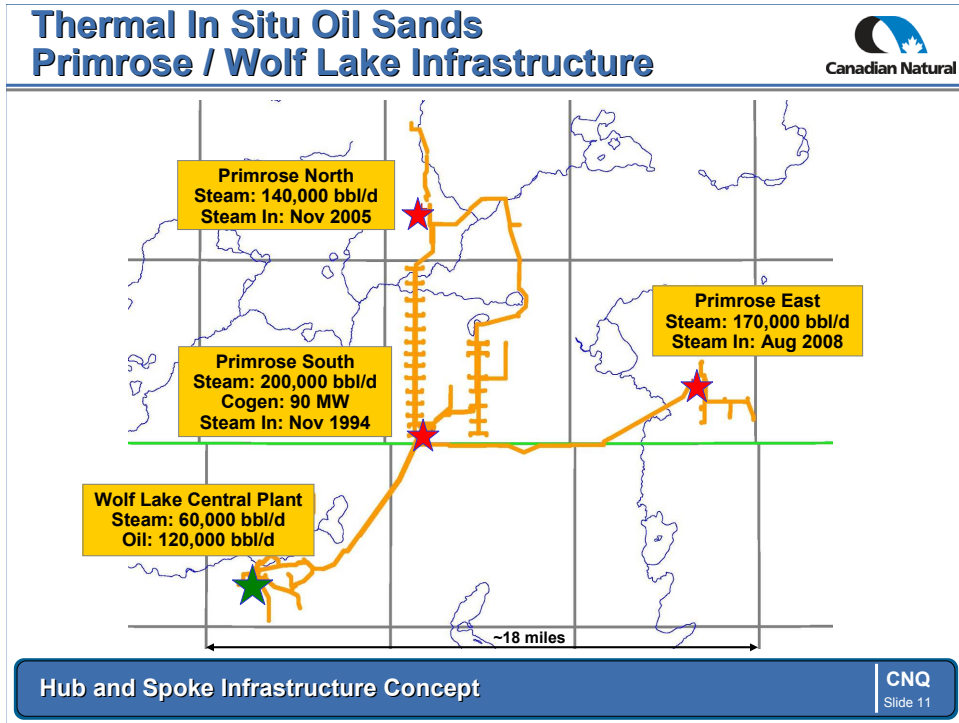 Thermal In Situ Oil Sands
Primrose / Wolf Lake Infrastructure
Canadian Natural
Primrose North
Steam: 140,000 bbl/d
Steam In: Nov 2005
Primrose East
Steam: 170,000 bbl/d
Steam In: Aug 2008
Primrose South
Steam: 200,000 bbl/d
Cogen: 90 MW
Steam In: Nov 1994
Wolf Lake Central Plant
Steam: 60,000 bbl/d
Oil: 120,000 bbl/d
~18 miles
Hub and Spoke Infrastructure Concept
CNQ
Slide 11